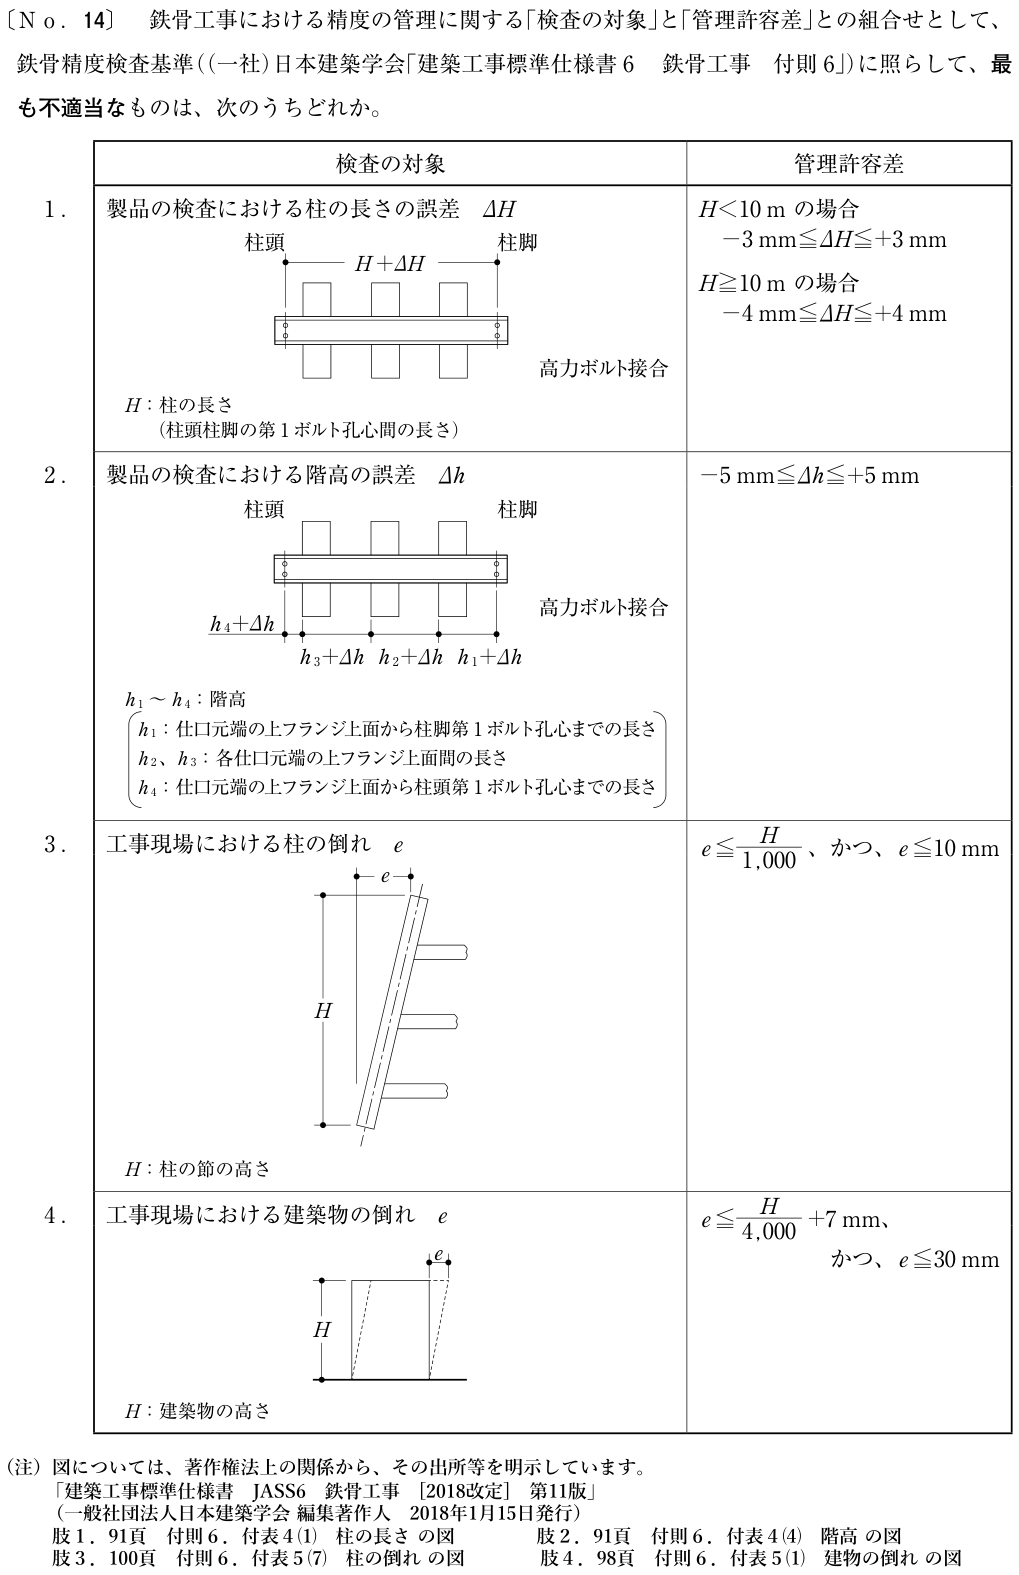 〔No. 14〕　鉄骨工事における精度の管理に関する「検査の対象」と「管理許容差」との組合せとして、
鉄骨精度検査基準((一社)日本建築学会「建築工事標準仕様書6　鉄骨工事　付則6」)に照らして、最
も不適当なものは、次のうちどれか。
検査の対象　管理許容差
1.　製品の検査における柱の長さの誤差　ΔH
H＜10 m の場合
−3 mm≦ΔH≦+3 mm
H≧10 m の場合
−4 mm≦ΔH≦+4 mm
柱頭　柱脚
H+ΔH
高力ボルト接合
H：柱の長さ
(柱頭柱脚の第1ボルト孔心間の長さ)
2.　製品の検査における階高の誤差　Δh
−5 mm≦Δh≦+5 mm
柱頭　柱脚
高力ボルト接合
h4+Δh
h3+Δh　h2+Δh　h1+Δh
h1～h4：階高
h1：仕口元端の上フランジ上面から柱脚第1ボルト孔心までの長さ
h2、h3：各仕口元端の上フランジ上面間の長さ
h4：仕口元端の上フランジ上面から柱頭第1ボルト孔心までの長さ
3.　工事現場における柱の倒れ　e
e≦H/1,000、かつ、e≦10 mm
e
H
H：柱の節の高さ
4.　工事現場における建築物の倒れ　e
e≦H/4,000+7 mm、
かつ、e≦30 mm
e
H
H：建築物の高さ
(注) 図については、著作権法上の関係から、その出所等を明示しています。
「建築工事標準仕様書　JASS6　鉄骨工事　[2018改定]　第11版」
(一般社団法人日本建築学会 編集著作人　2018年1月15日発行)
肢1．91頁　付則6．付表4(1)　柱の長さ の図　肢2．91頁　付則6．付表4(4)　階高 の図
肢3．100頁　付則6．付表5(7)　柱の倒れ の図　肢4．98頁　付則6．付表5(1)　建物の倒れ の図